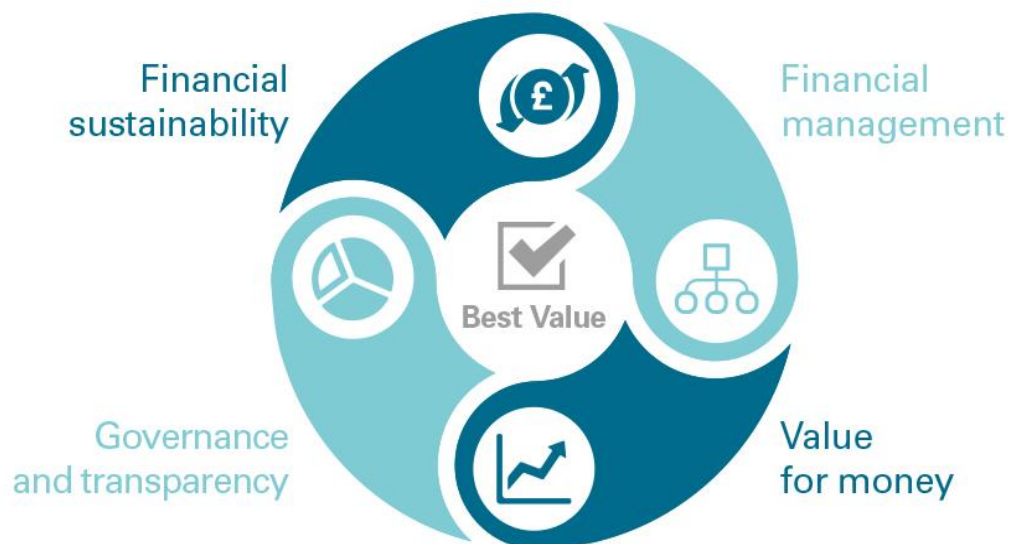 Financial
sustainability
Financial
management
£
Best Value
Governance
and transparency
Value
for money